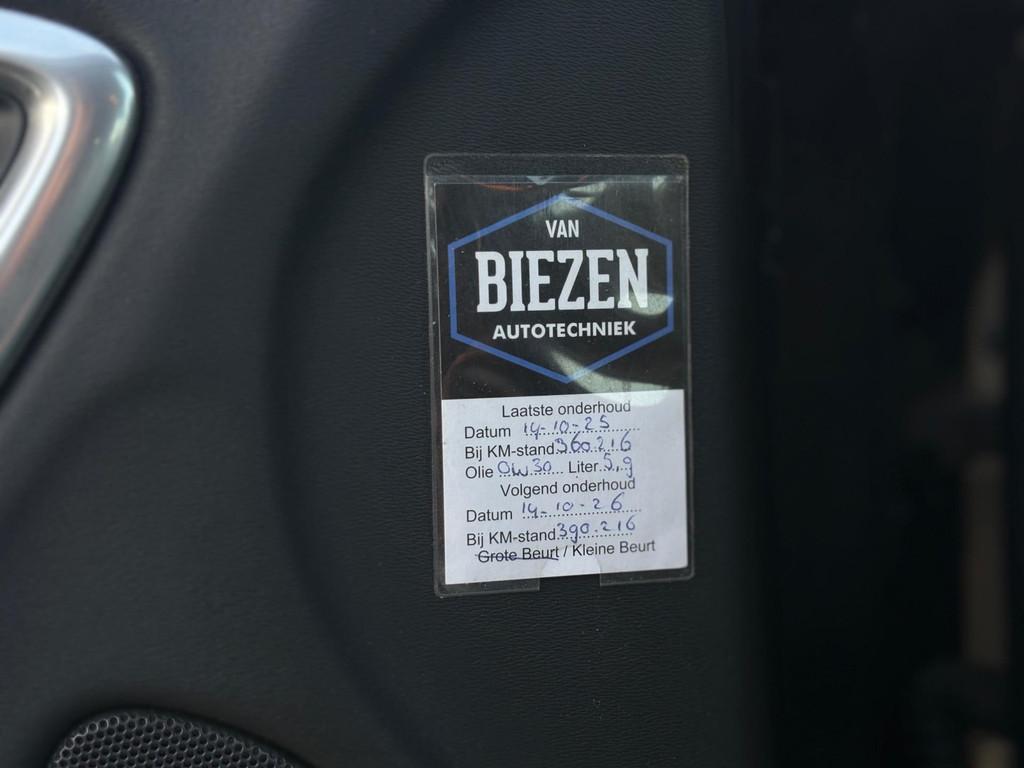 VAN
BIEZEN
AUTOTECHNIEK
Laatste onderhoud
Datum 14-10-25
Bij KM-stand 360.216
Olie 0W30 Liter 5,9
Volgend onderhoud
Datum 14-10-26
Bij KM-stand 390.216
Grote Beurt / Kleine Beurt